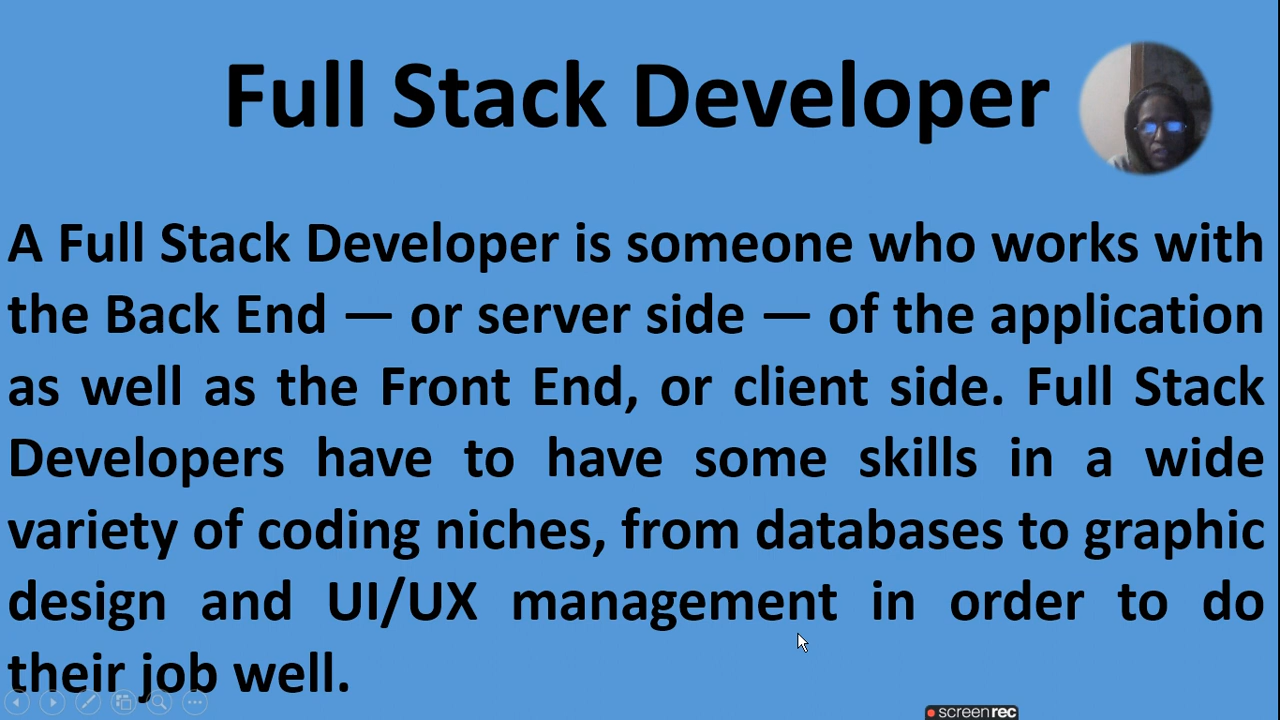 Full Stack Developer
A Full Stack Developer is someone who works with
the Back End — or server side — of the application
as well as the Front End, or client side. Full Stack
Developers have to have some skills in a wide
variety of coding niches, from databases to graphic
design and UI/UX management in order to do
their job well.
screenrec